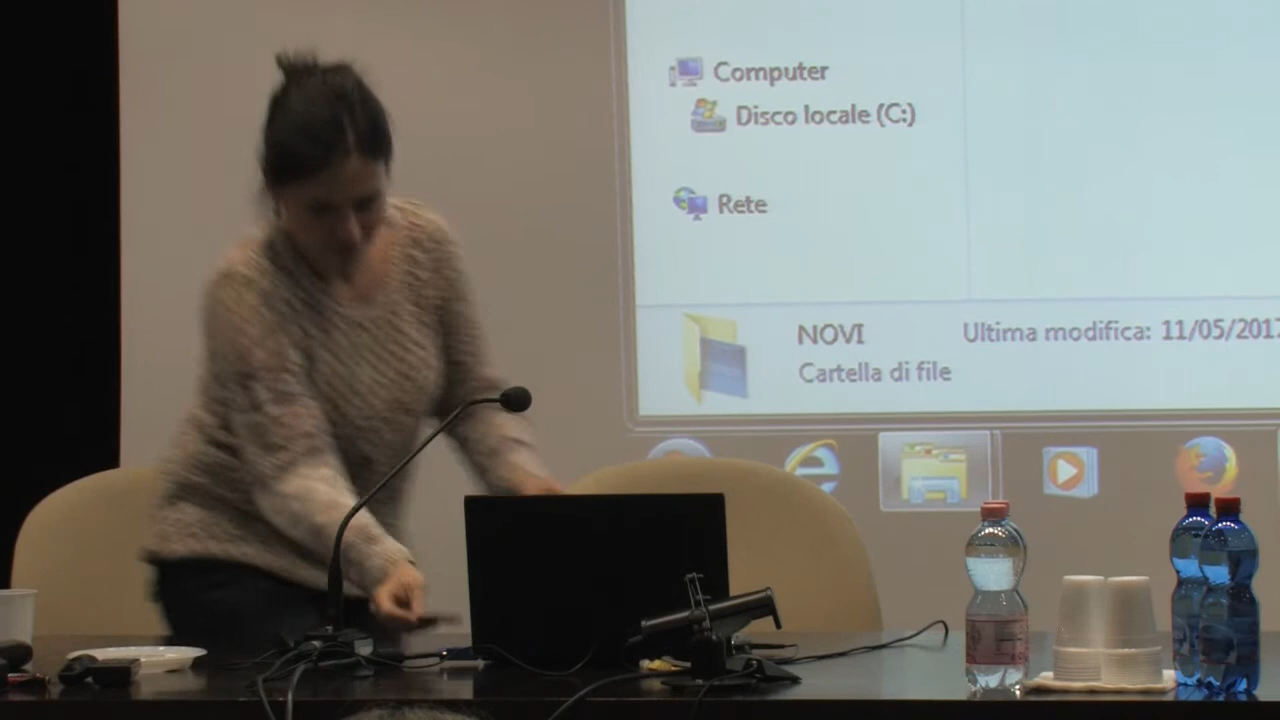 Computer
Disco locale (C:)
Rete
NOVI
Ultima modifica: 11/05/201
Cartella di file